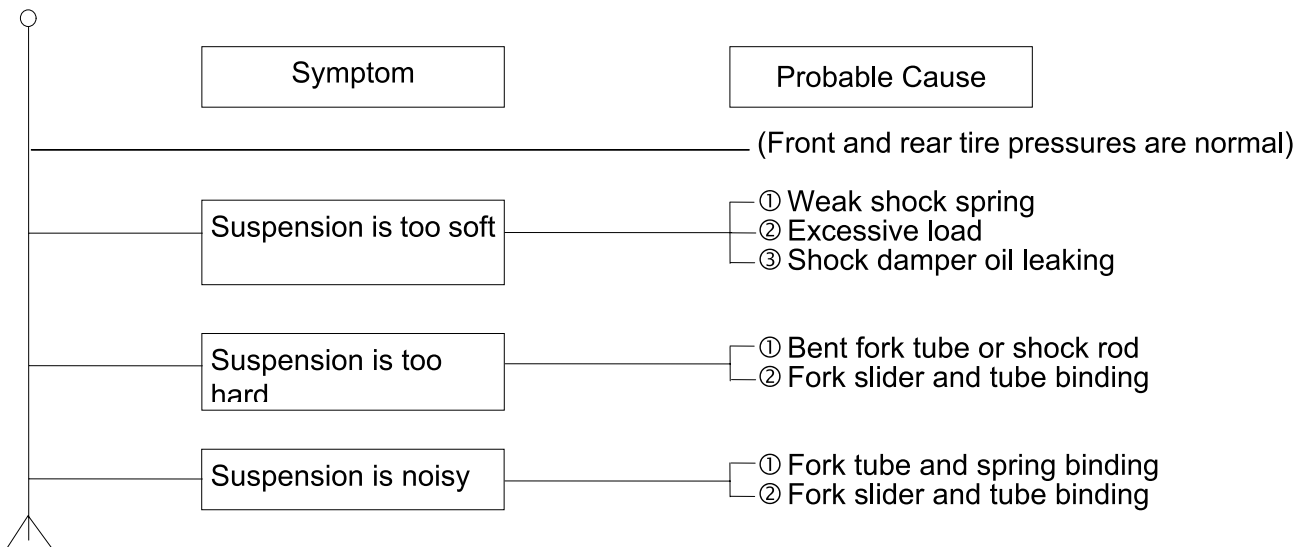 Symptom
Probable Cause
(Front and rear tire pressures are normal)
Suspension is too soft
① Weak shock spring
② Excessive load
③ Shock damper oil leaking
Suspension is too
hard
① Bent fork tube or shock rod
② Fork slider and tube binding
Suspension is noisy
① Fork tube and spring binding
② Fork slider and tube binding